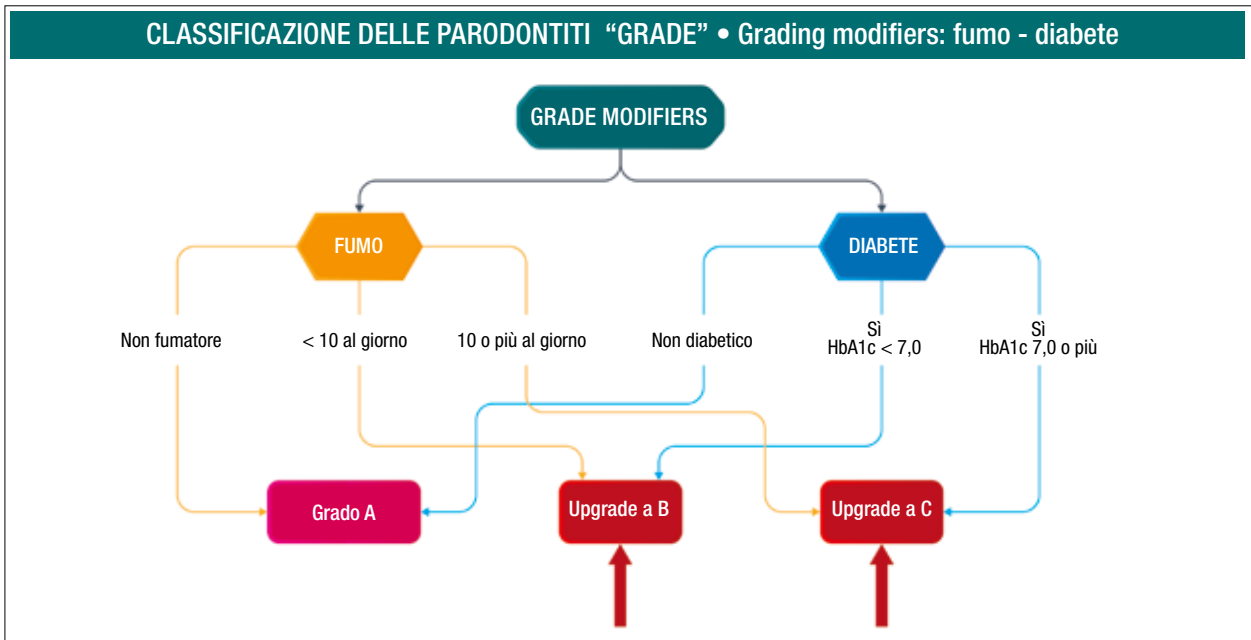 CLASSIFICAZIONE DELLE PARODONTITI “GRADE” • Grading modifiers: fumo - diabete
GRADE MODIFIERS
FUMO
DIABETE
Non fumatore
< 10 al giorno
10 o più al giorno
Non diabetico
Sì
HbA1c < 7,0
Sì
HbA1c 7,0 o più
Grado A
Upgrade a B
Upgrade a C